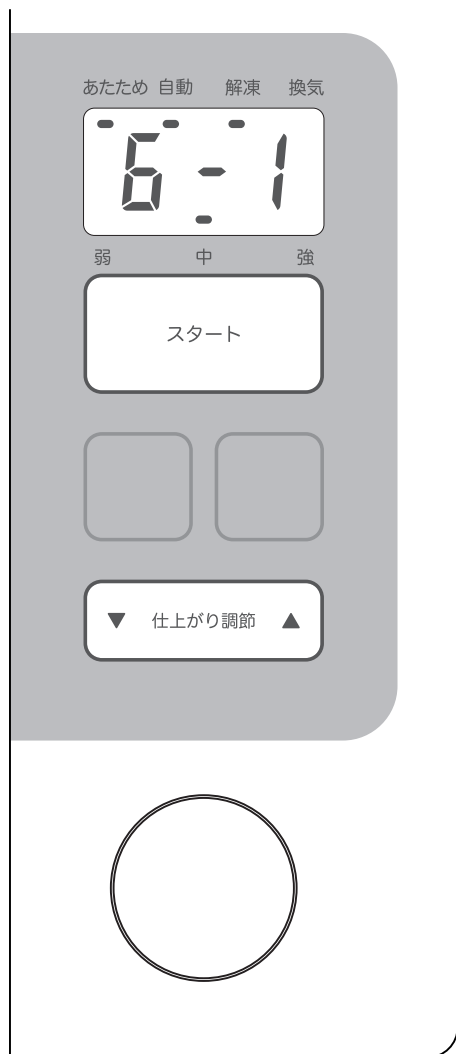 あたため 自動 解凍 換気
6-1
弱 中 強
スタート
▼ 仕上がり調節 ▲